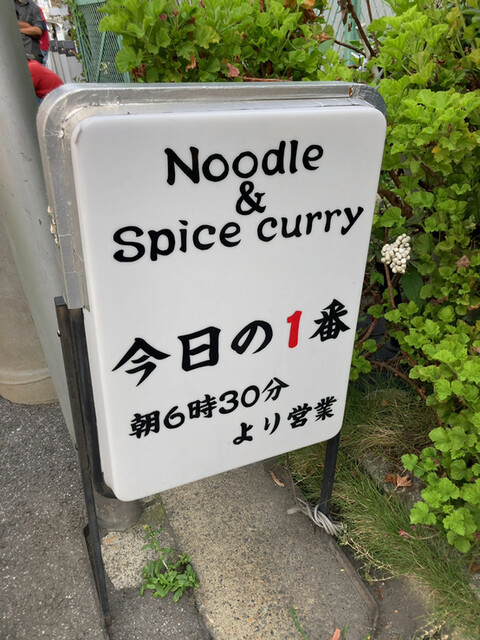 Noodle
&
Spice curry
今日の1番
朝6時30分
より営業